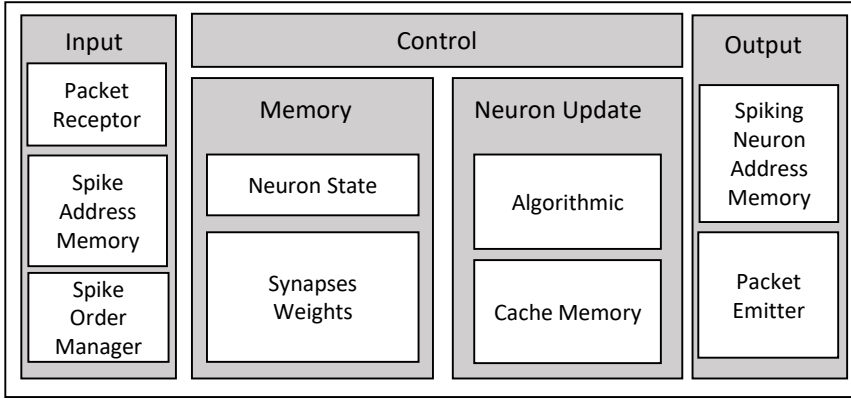 Input
Packet
Receptor
Spike
Address
Memory
Spike
Order
Manager
Control
Memory
Neuron State
Synapses
Weights
Neuron Update
Algorithmic
Cache Memory
Output
Spiking
Neuron
Address
Memory
Packet
Emitter